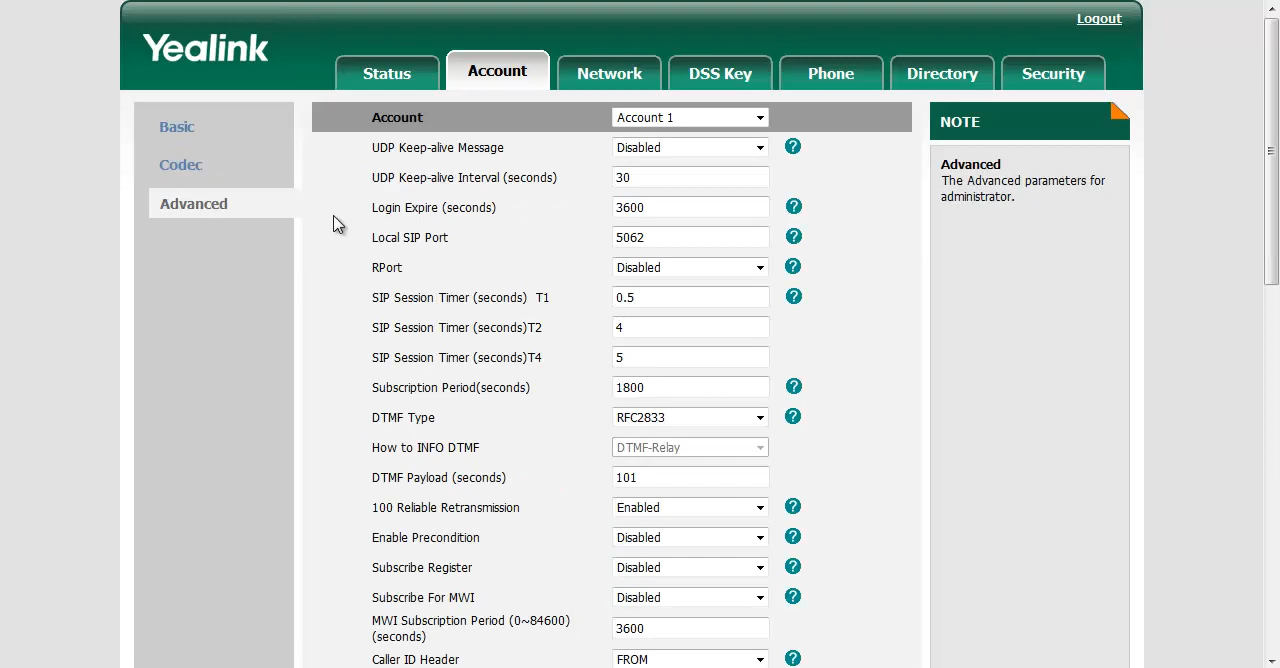 Logout
Yealink
Status
Account
Network
DSS Key
Phone
Directory
Security
Basic
Codec
Advanced
Account Account 1
UDP Keep-alive Message Disabled ?
UDP Keep-alive Interval (seconds) 30
Login Expire (seconds) 3600 ?
Local SIP Port 5062 ?
RPort Disabled ?
SIP Session Timer (seconds) T1 0.5 ?
SIP Session Timer (seconds)T2 4
SIP Session Timer (seconds)T4 5
Subscription Period(seconds) 1800 ?
DTMF Type RFC2833 ?
How to INFO DTMF DTMF-Relay
DTMF Payload (seconds) 101
100 Reliable Retransmission Enabled ?
Enable Precondition Disabled ?
Subscribe Register Disabled ?
Subscribe For MWI Disabled ?
MWI Subscription Period (0~84600)
(seconds) 3600
Caller ID Header FROM ?
NOTE
Advanced
The Advanced parameters for
administrator.